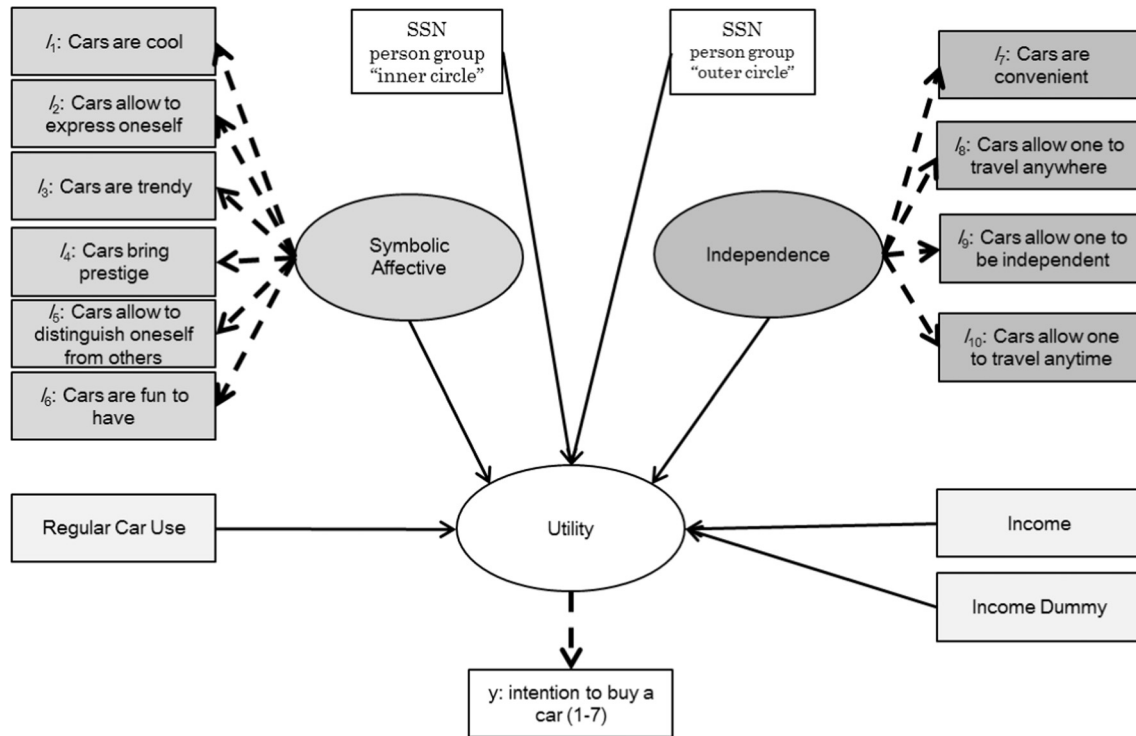 I1: Cars are cool
I2: Cars allow to
express oneself
I3: Cars are trendy
I4: Cars bring
prestige
I5: Cars allow to
distinguish oneself
from others
I6: Cars are fun to
have
SSN
person group
“inner circle”
SSN
person group
“outer circle”
I7: Cars are
convenient
I8: Cars allow one to
travel anywhere
I9: Cars allow one to
be independent
I10: Cars allow one
to travel anytime
Symbolic
Affective
Independence
Regular Car Use
Utility
Income
Income Dummy
y: intention to buy a
car (1-7)